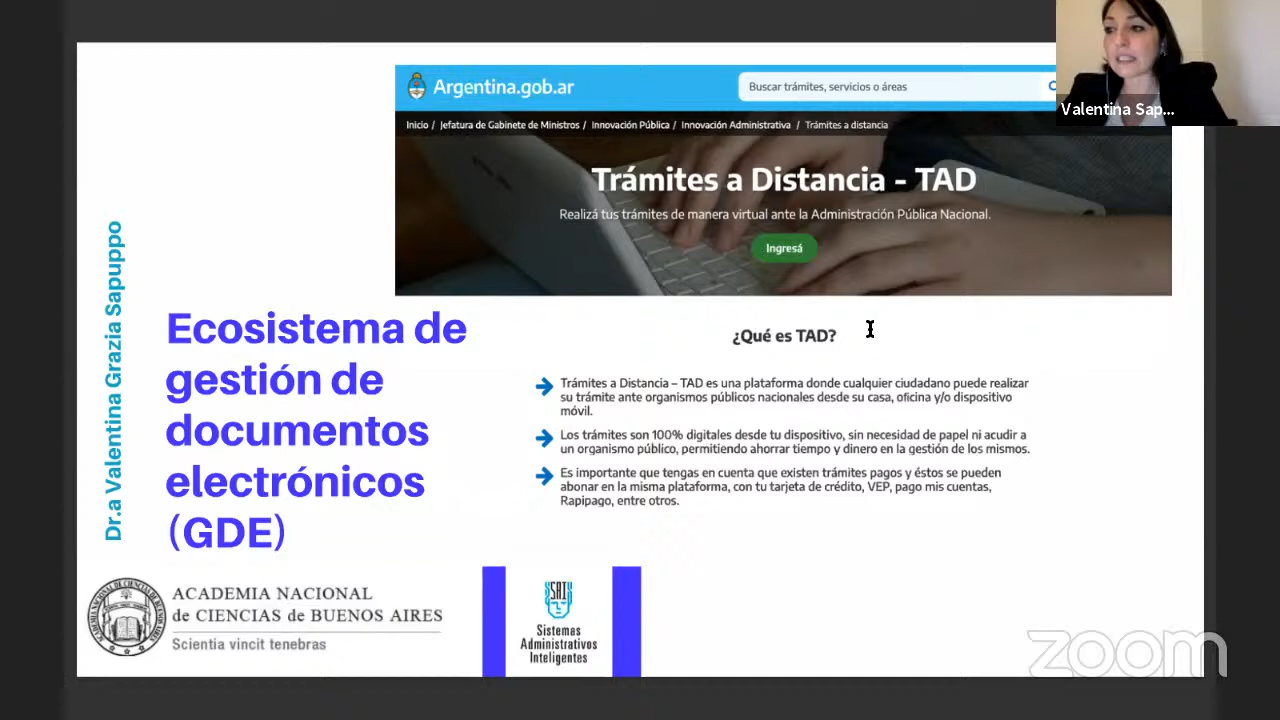 Argentina.gob.ar
Buscar trámites, servicios o áreas
Valentina Sap...
Inicio / Jefatura de Gabinete de Ministros / Innovación Pública / Innovación Administrativa / Trámites a distancia
Trámites a Distancia - TAD
Realizá tus trámites de manera virtual ante la Administración Pública Nacional.
Ingresá
Dr.a Valentina Grazia Sapuppo
Ecosistema de
gestión de
documentos
electrónicos
(GDE)
¿Qué es TAD?
Trámites a Distancia – TAD es una plataforma donde cualquier ciudadano puede realizar
su trámite ante organismos públicos nacionales desde su casa, oficina y/o dispositivo
móvil.
Los trámites son 100% digitales desde tu dispositivo, sin necesidad de papel ni acudir a
un organismo público, permitiendo ahorrar tiempo y dinero en la gestión de los mismos.
Es importante que tengas en cuenta que existen trámites pagos y éstos se pueden
abonar en la misma plataforma, con tu tarjeta de crédito, VEP, pago mis cuentas,
Rapipago, entre otros.
ACADEMIA NACIONAL
de CIENCIAS de BUENOS AIRES
Scientia vincit tenebras
SAI
Sistemas
Administrativos
Inteligentes
zoom